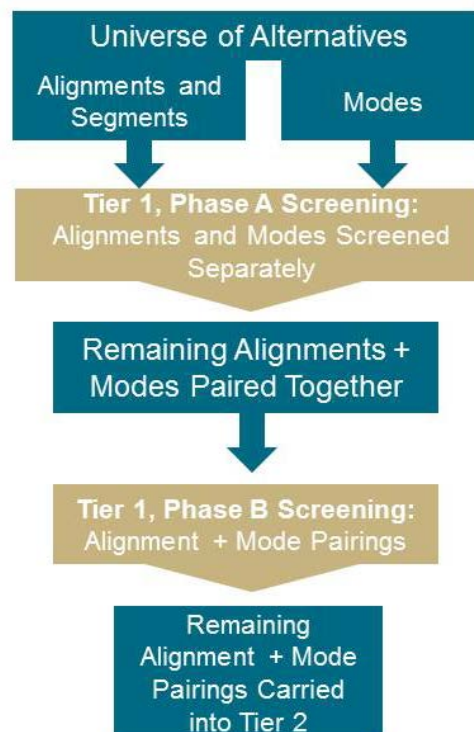 Universe of Alternatives
Alignments and
Segments
Modes
Tier 1, Phase A Screening:
Alignments and Modes Screened
Separately
Remaining Alignments +
Modes Paired Together
Tier 1, Phase B Screening:
Alignment + Mode Pairings
Remaining
Alignment + Mode
Pairings Carried
into Tier 2